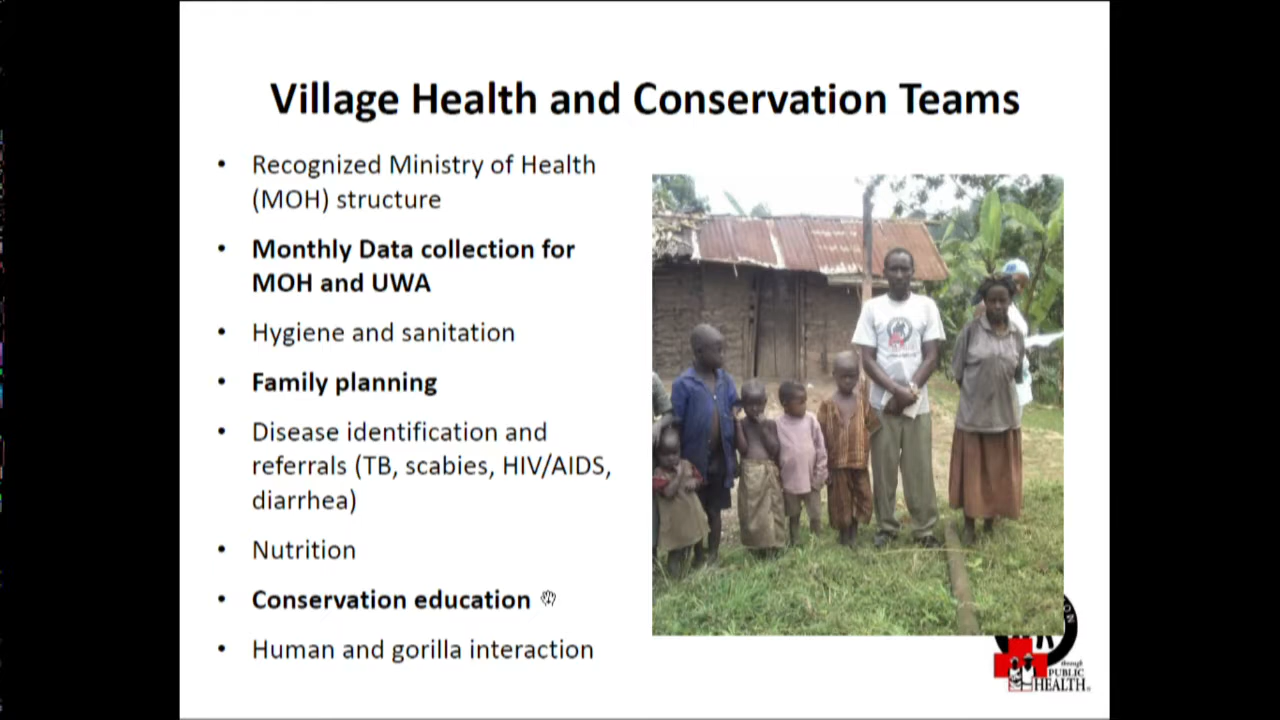 Village Health and Conservation Teams
• Recognized Ministry of Health
(MOH) structure
• Monthly Data collection for
MOH and UWA
• Hygiene and sanitation
• Family planning
• Disease identification and
referrals (TB, scabies, HIV/AIDS,
diarrhea)
• Nutrition
• Conservation education
• Human and gorilla interaction
through
PUBLIC
HEALTH